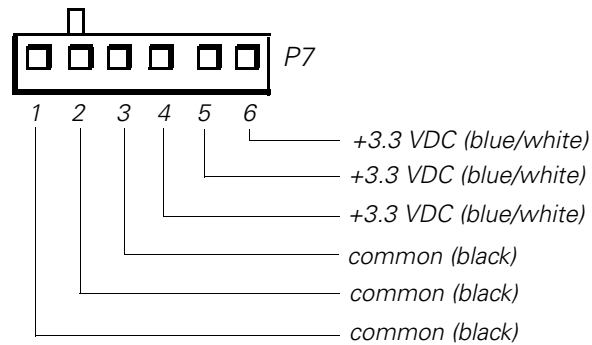 P7
1 2 3 4 5 6
+3.3 VDC (blue/white)
+3.3 VDC (blue/white)
+3.3 VDC (blue/white)
common (black)
common (black)
common (black)